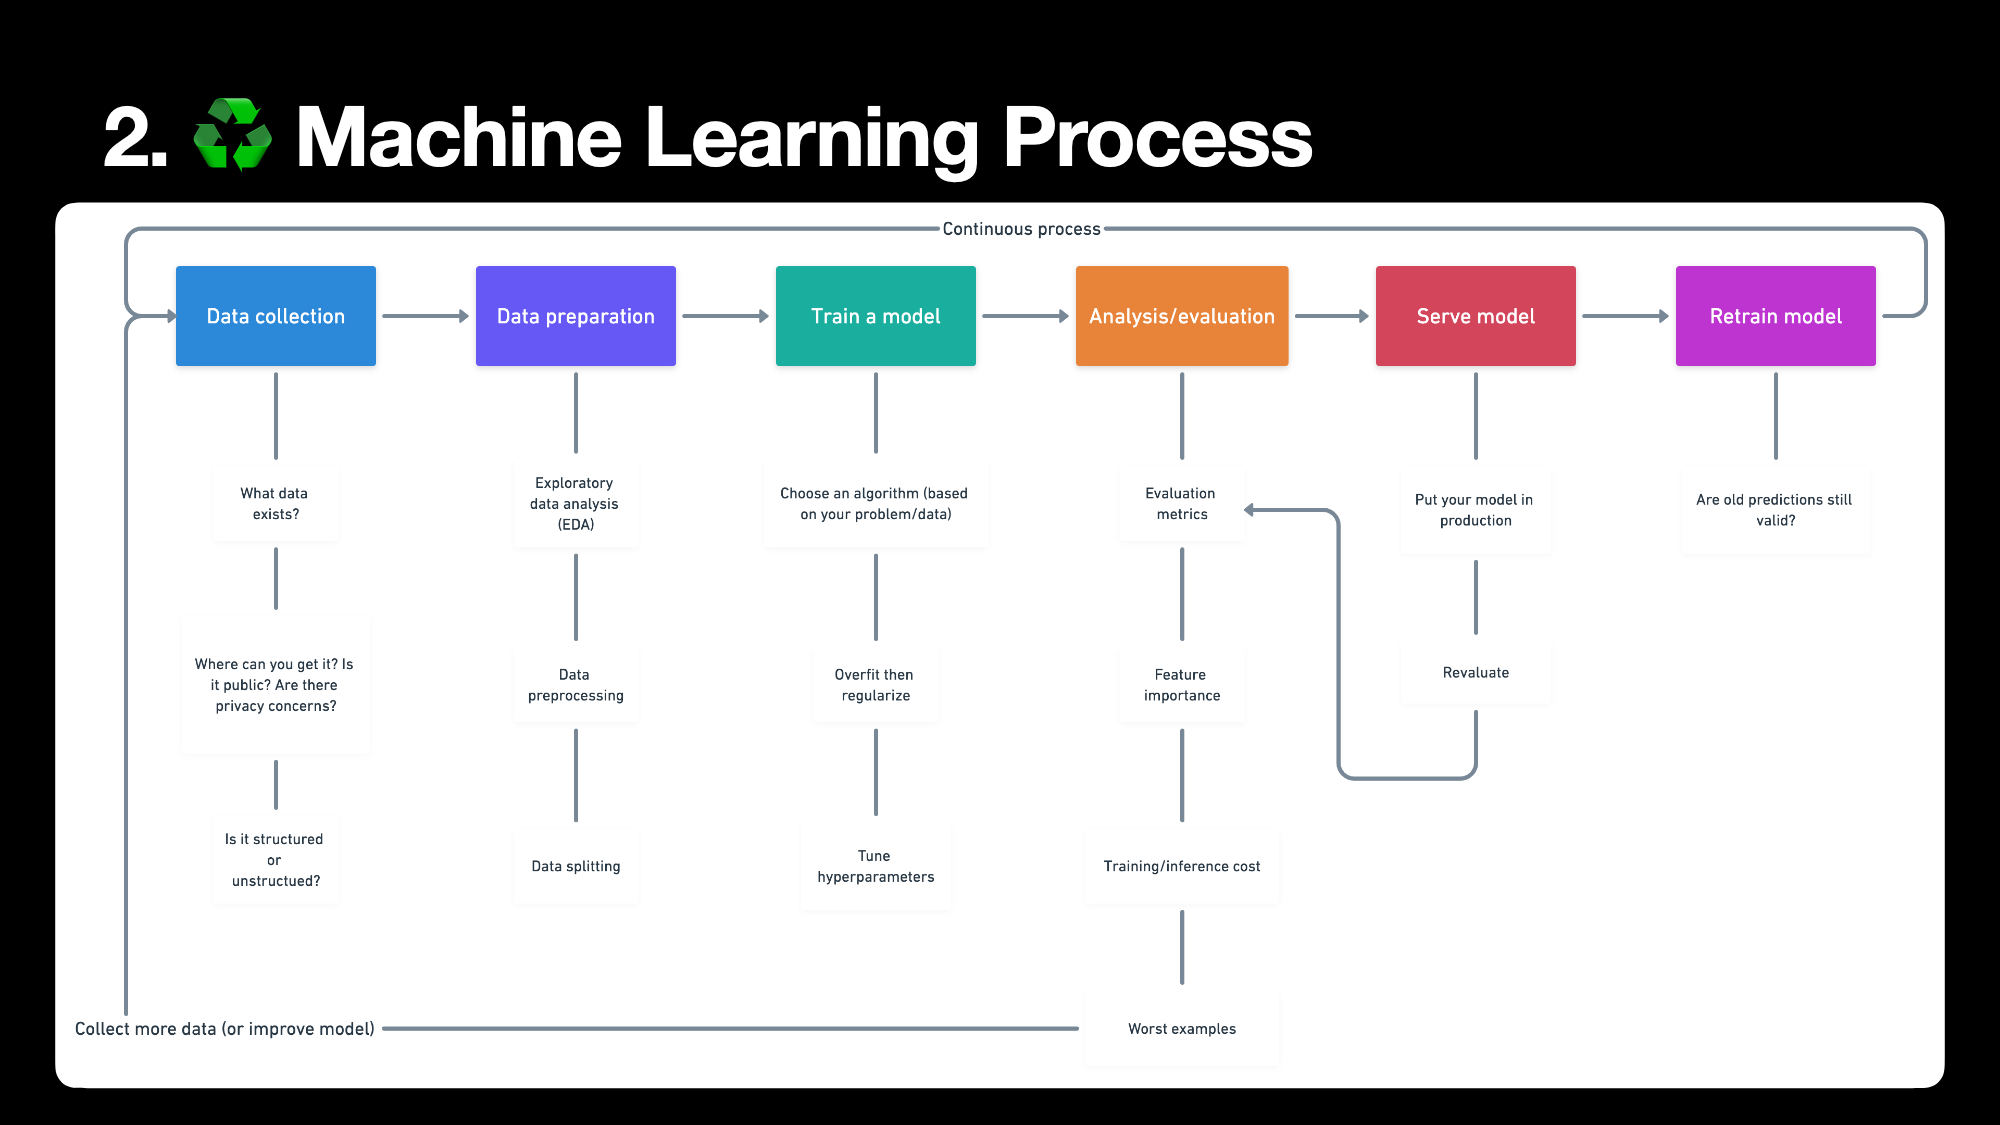 2. ♻️ Machine Learning Process
Continuous process
Data collection
Data preparation
Train a model
Analysis/evaluation
Serve model
Retrain model
What data
exists?
Where can you get it? Is
it public? Are there
privacy concerns?
Is it structured
or
unstructued?
Exploratory
data analysis
(EDA)
Data
preprocessing
Data splitting
Choose an algorithm (based
on your problem/data)
Overfit then
regularize
Tune
hyperparameters
Evaluation
metrics
Feature
importance
Training/inference cost
Worst examples
Put your model in
production
Revaluate
Are old predictions still
valid?
Collect more data (or improve model)